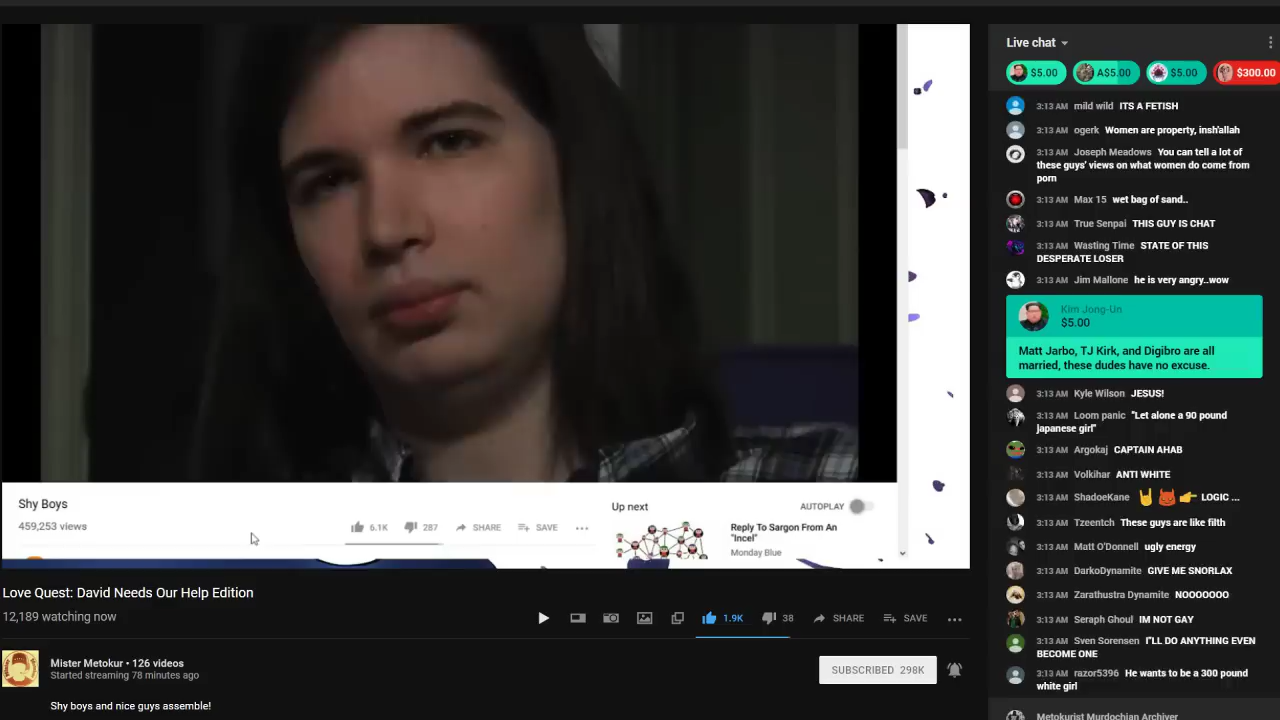 Live chat
$5.00
A$5.00
$5.00
$300.00
3:13 AM mild wild ITS A FETISH
3:13 AM ogerk Women are property, insh'allah
3:13 AM Joseph Meadows You can tell a lot of
these guys' views on what women do come from
porn
3:13 AM Max 15 wet bag of sand..
3:13 AM True Senpai THIS GUY IS CHAT
3:13 AM Wasting Time STATE OF THIS
DESPERATE LOSER
3:13 AM Jim Mallone he is very angry..wow
Kim Jong-Un
$5.00
Matt Jarbo, TJ Kirk, and Digibro are all
married, these dudes have no excuse.
3:13 AM Kyle Wilson JESUS!
3:13 AM Loom panic "Let alone a 90 pound
japanese girl"
3:13 AM Argokaj CAPTAIN AHAB
3:13 AM Volkihar ANTI WHITE
3:13 AM ShadoeKane 🤘👹👉 LOGIC ...
3:13 AM Tzeentch These guys are like filth
3:13 AM Matt O'Donnell ugly energy
3:13 AM DarkoDynamite GIVE ME SNORLAX
3:13 AM Zarathustra Dynamite NOOOOOOO
3:13 AM Seraph Ghoul IM NOT GAY
3:13 AM Sven Sorensen I'LL DO ANYTHING EVEN
BECOME ONE
3:13 AM razor5396 He wants to be a 300 pound
white girl
Metokurist Murdochian Archiver
Shy Boys
459,253 views
6.1K
287
SHARE
SAVE
Up next
AUTOPLAY
Reply To Sargon From An
"Incel"
Monday Blue
Love Quest: David Needs Our Help Edition
12,189 watching now
1.9K
38
SHARE
SAVE
Mister Metokur • 126 videos
Started streaming 78 minutes ago
SUBSCRIBED 298K
Shy boys and nice guys assemble!